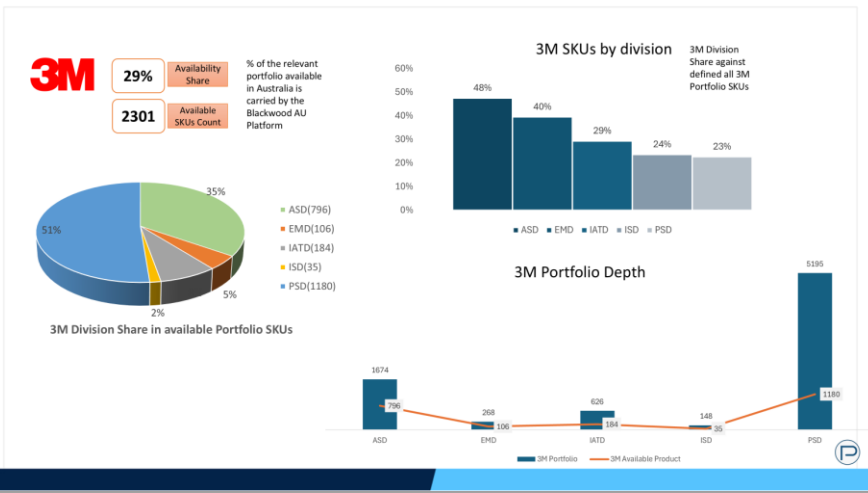 3M
29%
Availability
Share
2301
Available
SKUs Count
% of the relevant
portfolio available
in Australia is
carried by the
Blackwood AU
Platform
35%
51%
5%
2%
ASD(796)
EMD(106)
IATD(184)
ISD(35)
PSD(1180)
3M Division Share in available Portfolio SKUs
3M SKUs by division
3M Division
Share against
defined all 3M
Portfolio SKUs
60%
50%
40%
30%
20%
10%
0%
48%
40%
29%
24%
23%
ASD EMD IATD ISD PSD
3M Portfolio Depth
1674
268
626
148
5195
796
106
184
35
1180
ASD EMD IATD ISD PSD
3M Portfolio 3M Available Product